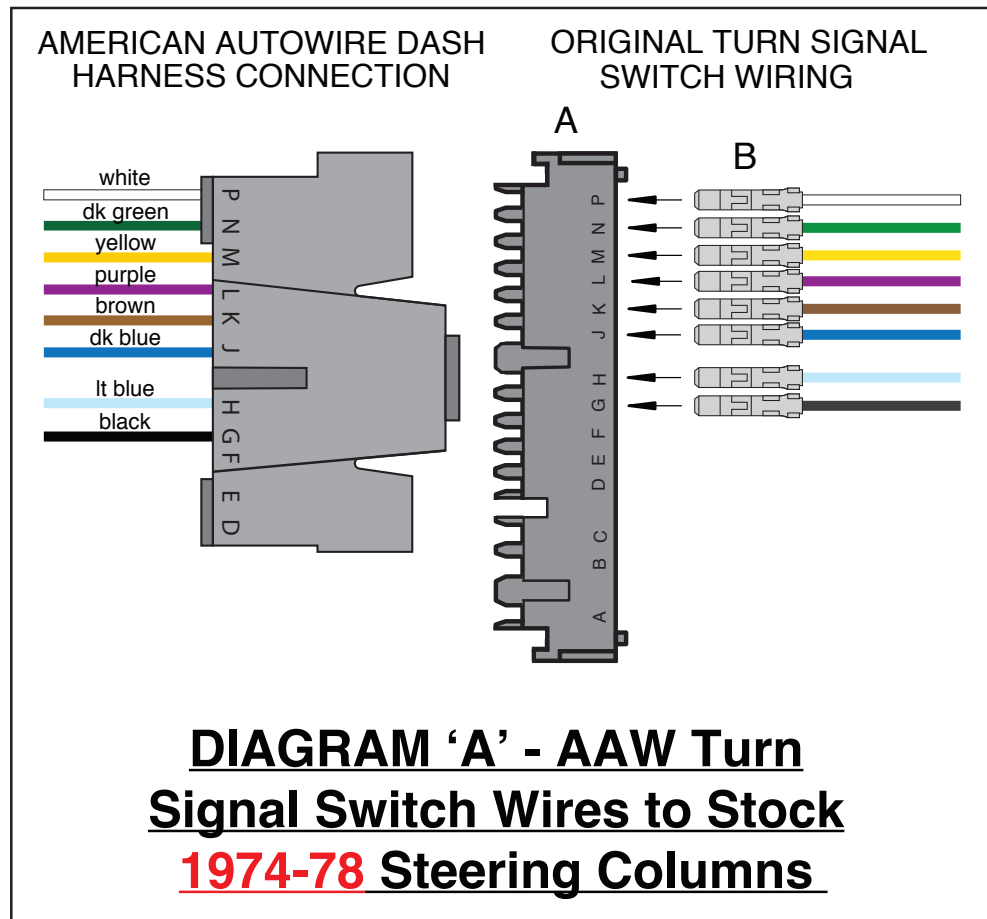 AMERICAN AUTOWIRE DASH
HARNESS CONNECTION
ORIGINAL TURN SIGNAL
SWITCH WIRING
A
B
white
dk green
yellow
purple
brown
dk blue
lt blue
black
P
N
M
L
K
J
H
G
F
E
D
P
N
M
L
K
J
H
G
F
E
D
C
B
A
DIAGRAM ‘A’ - AAW Turn
Signal Switch Wires to Stock
1974-78 Steering Columns